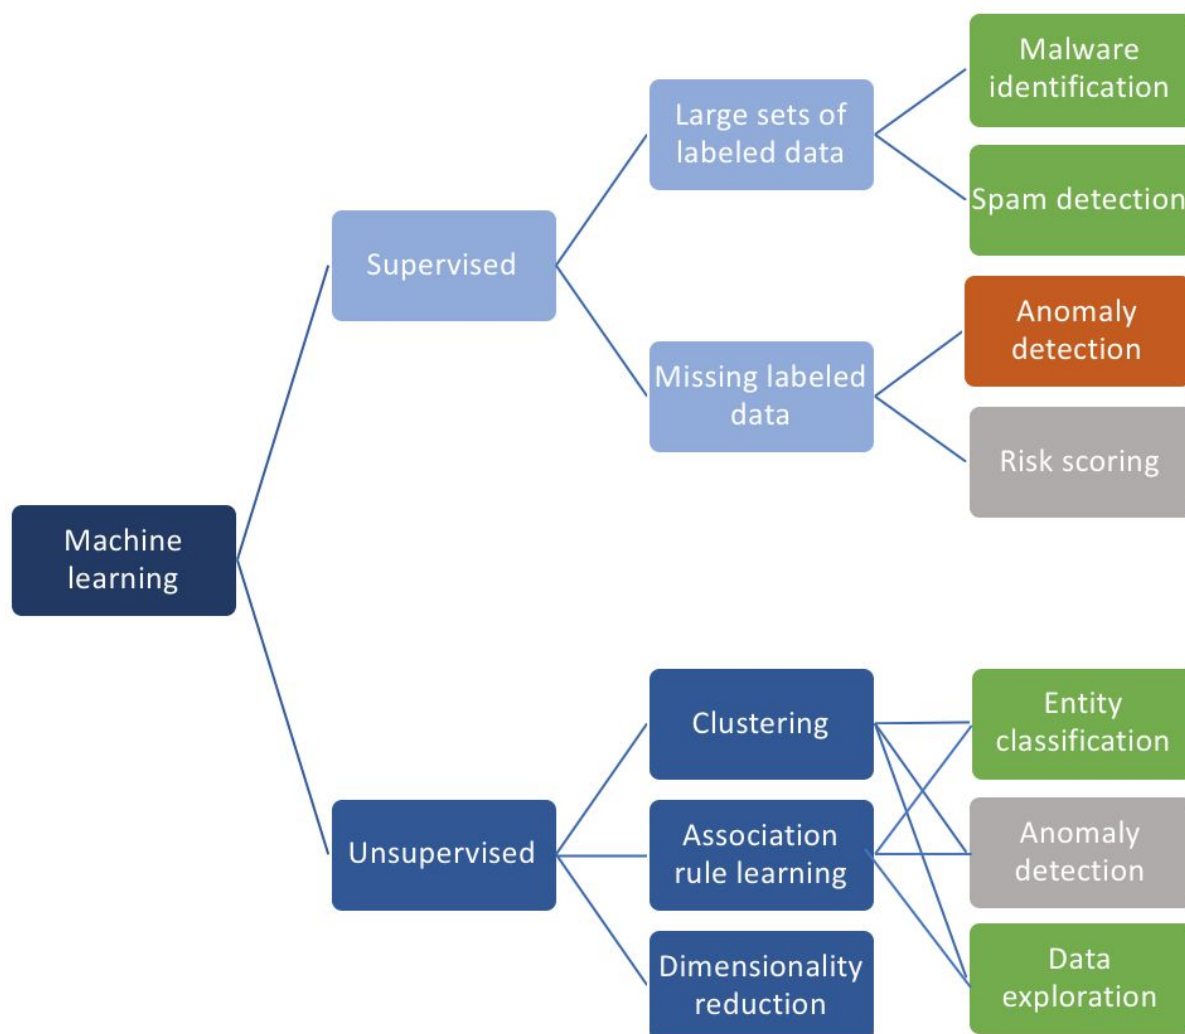 Machine
learning
Supervised
Unsupervised
Large sets of
labeled data
Missing labeled
data
Clustering
Association
rule learning
Dimensionality
reduction
Malware
identification
Spam detection
Anomaly
detection
Risk scoring
Entity
classification
Anomaly
detection
Data
exploration